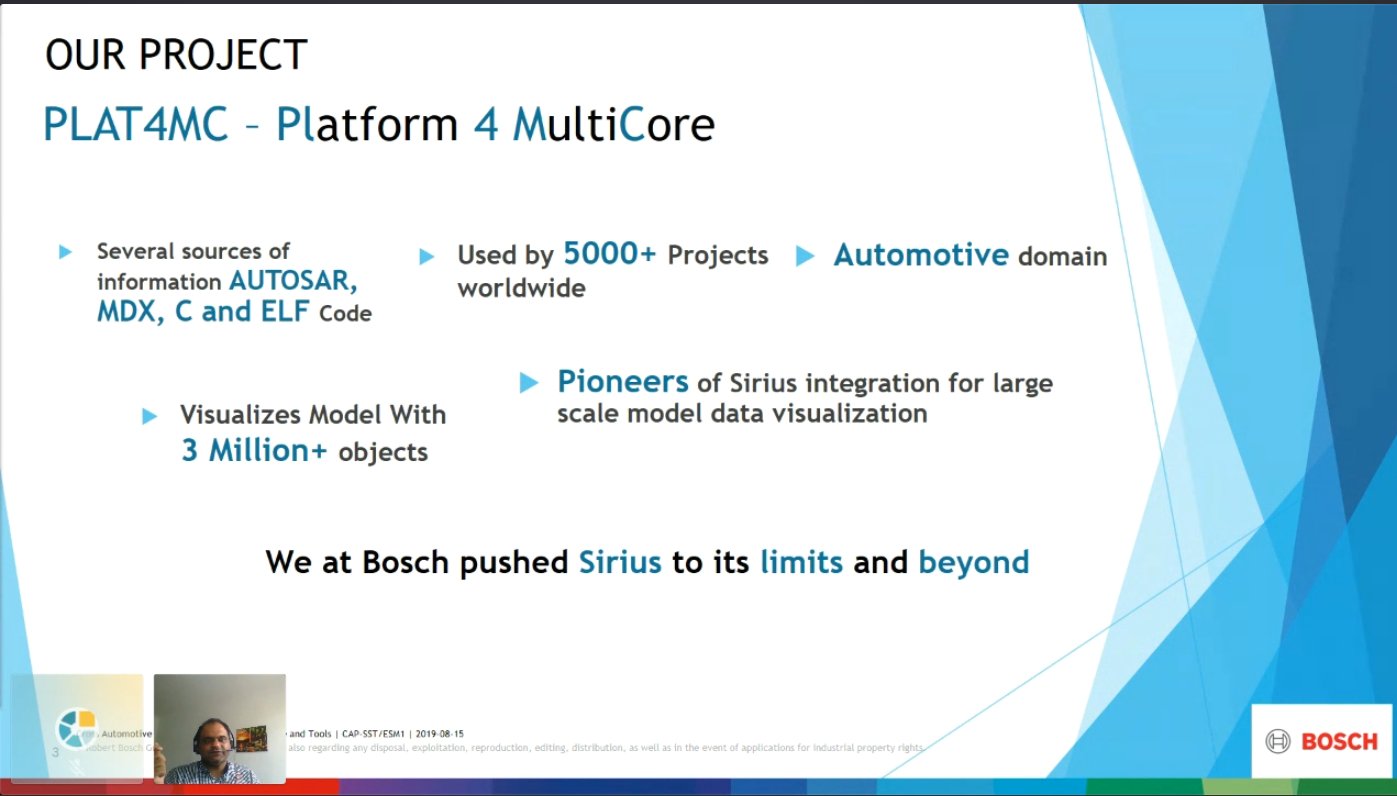 OUR PROJECT
PLAT4MC – Platform 4 MultiCore
Several sources of
information AUTOSAR,
MDX, C and ELF Code
Used by 5000+ Projects
worldwide
Automotive domain
Visualizes Model With
3 Million+ objects
Pioneers of Sirius integration for large
scale model data visualization
We at Bosch pushed Sirius to its limits and beyond
Automotive and Tools | CAP-SST/ESM1 | 2019-08-15
3 Robert Bosch also regarding any disposal, exploitation, reproduction, editing, distribution, as well as in the event of applications for industrial property rights.
BOSCH